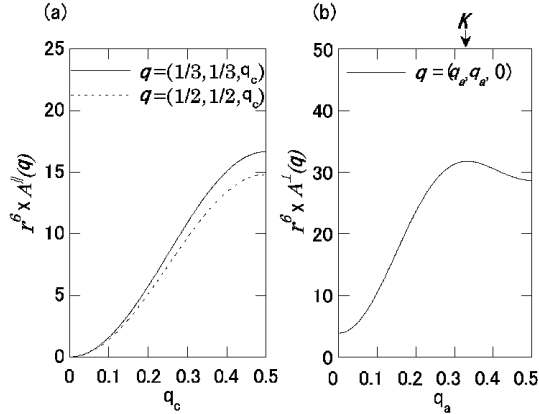 (a)
q=(1/3,1/3,q_c)
q=(1/2,1/2,q_c)
25
20
15
10
5
0
r^6 x A^∥(q)
0 0.1 0.2 0.3 0.4 0.5
q_c
(b)
K
q=(q_a,q_a,0)
50
40
30
20
10
0
r^6 x A^⊥(q)
0 0.1 0.2 0.3 0.4 0.5
q_a